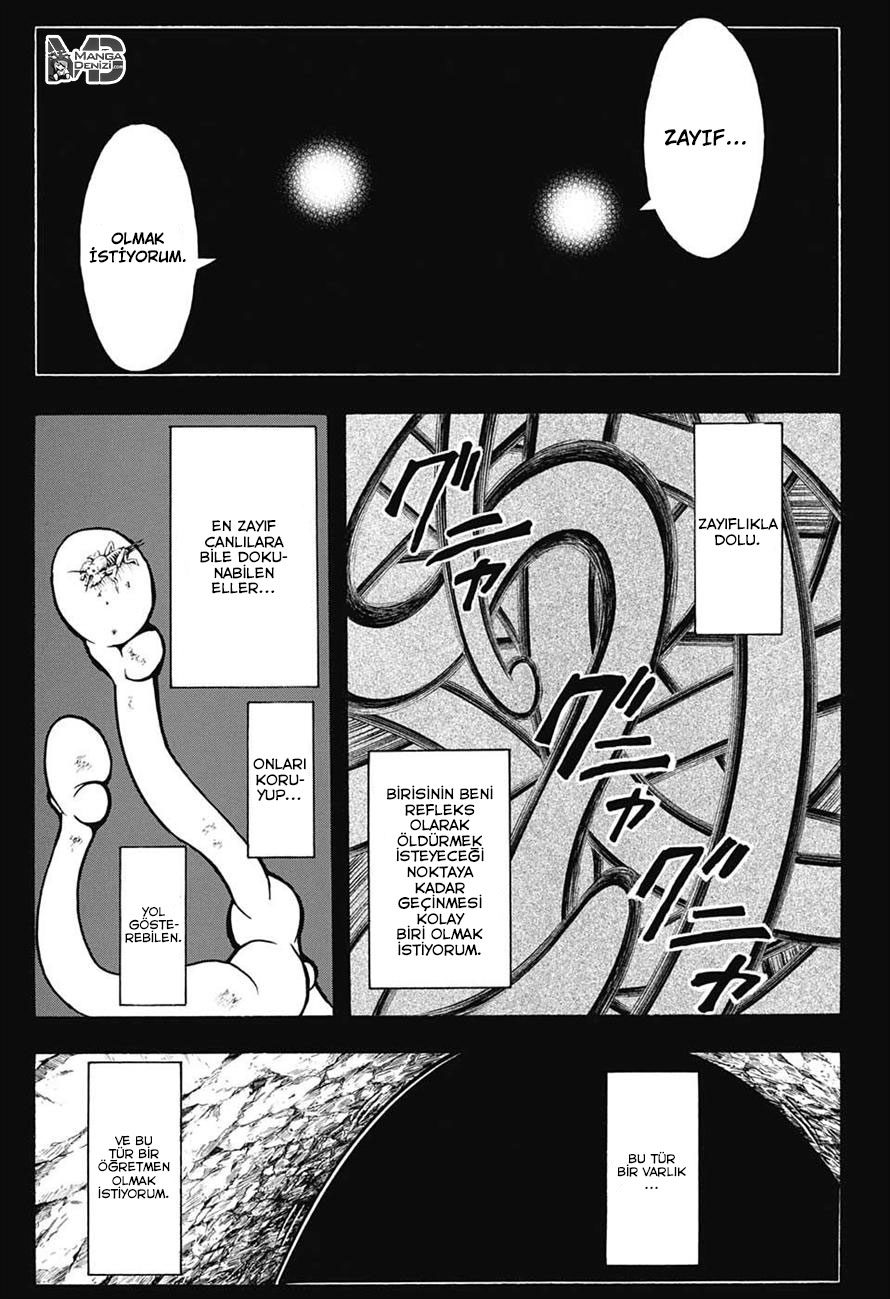 MANGA
DENİZİ.com
ZAYIF...
OLMAK
İSTİYORUM.
ZAYIFLIKLA
DOLU.
グニャ
グニャ
グニャ
BİRİSİNİN BENİ
REFLEKS
OLARAK
ÖLDÜRMEK
İSTEYECEĞİ
NOKTAYA
KADAR
GEÇİNMESİ
KOLAY
BİRİ OLMAK
İSTİYORUM.
EN ZAYIF
CANLILARA
BİLE DOKU-
NABİLEN
ELLER...
ONLARI
KORU-
YUP...
YOL
GÖSTE-
REBİLEN.
BU TÜR
BİR VARLIK
...
VE BU
TÜR BİR
ÖĞRETMEN
OLMAK
İSTİYORUM.